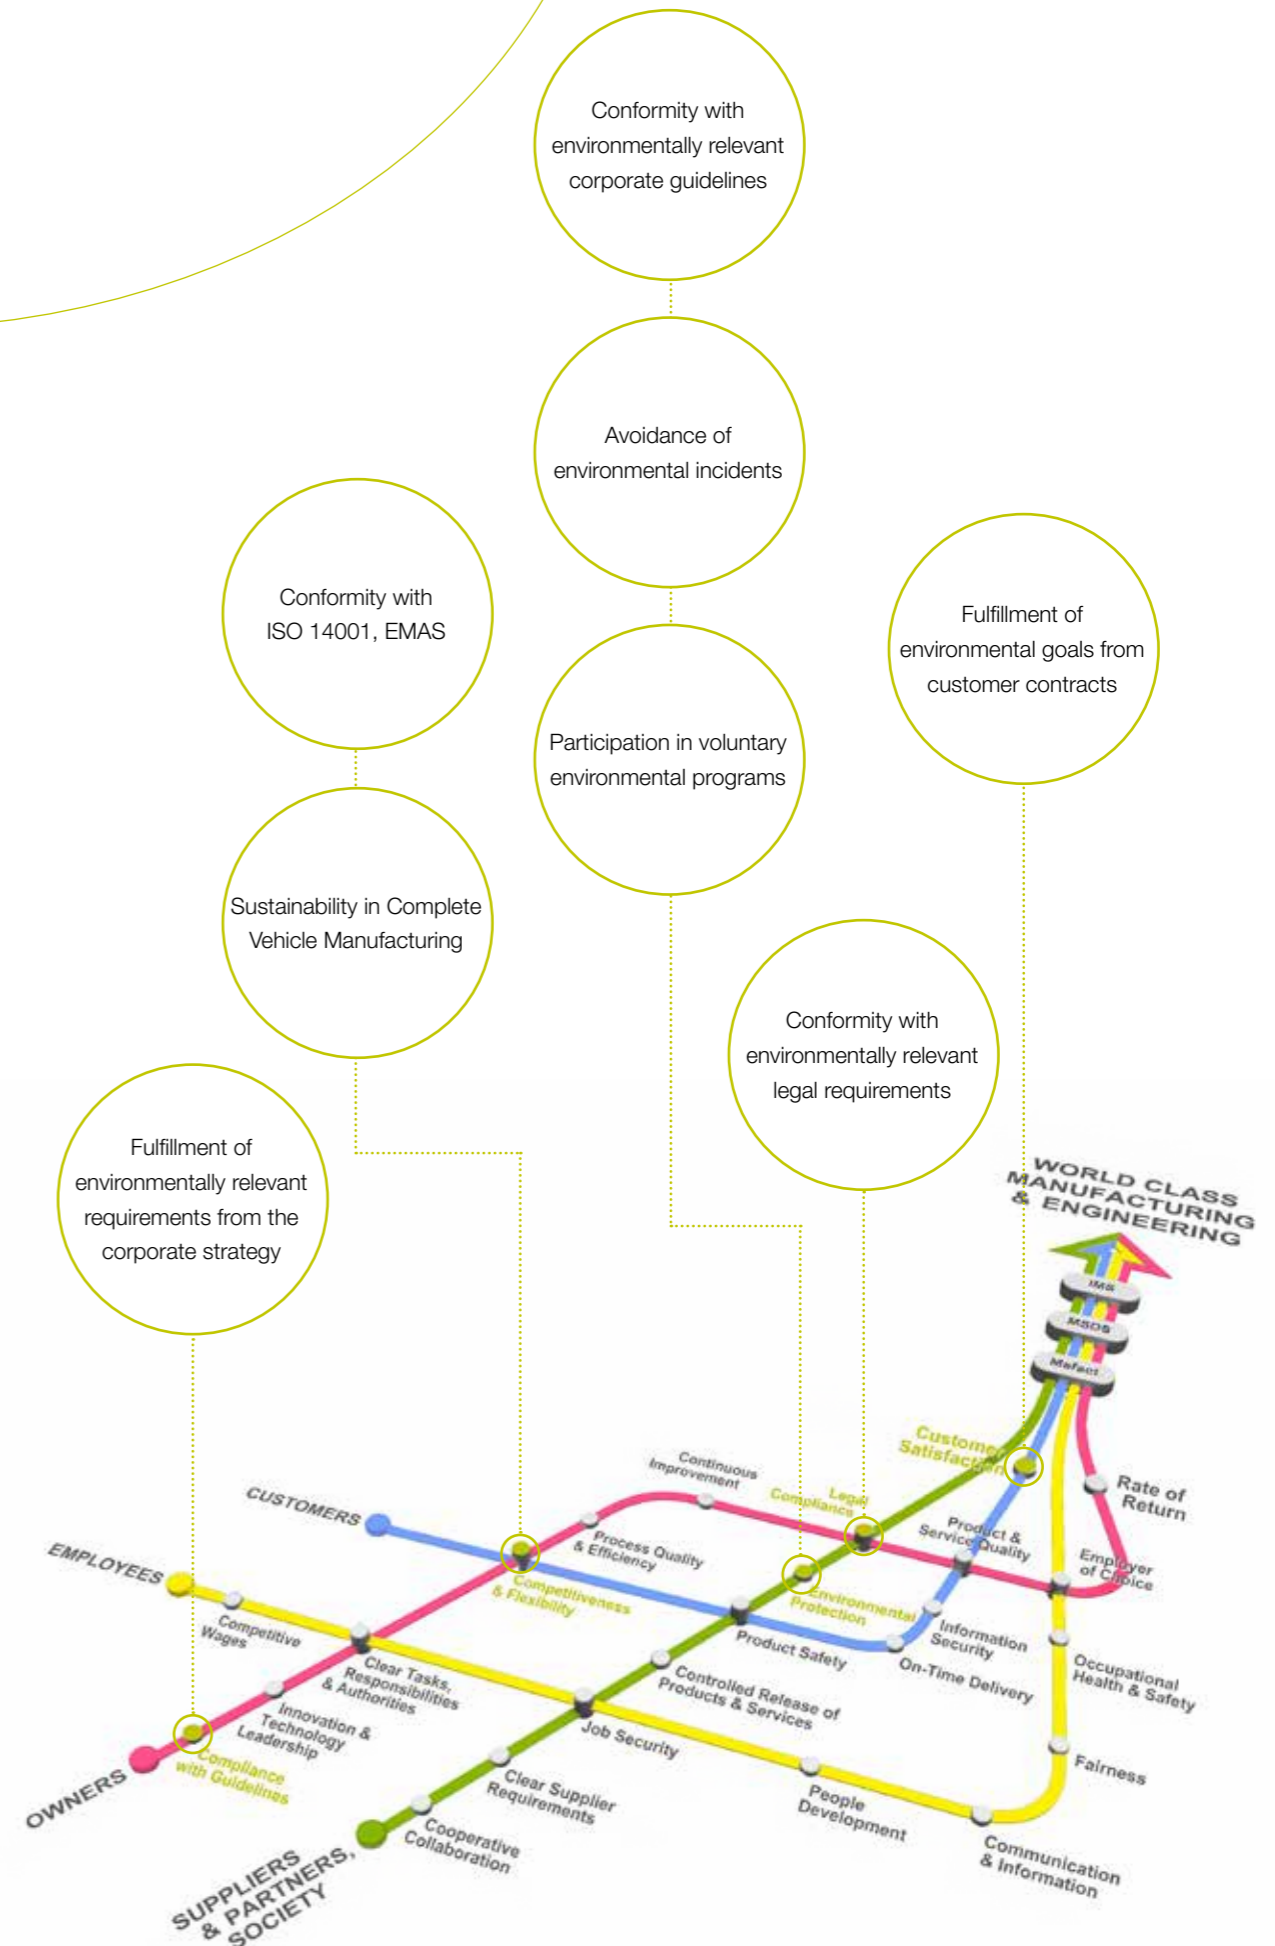 Conformity with
environmentally relevant
corporate guidelines
Avoidance of
environmental incidents
Conformity with
ISO 14001, EMAS
Fulfillment of
environmental goals from
customer contracts
Participation in voluntary
environmental programs
Sustainability in Complete
Vehicle Manufacturing
Conformity with
environmentally relevant
legal requirements
Fulfillment of
environmentally relevant
requirements from the
corporate strategy
WORLD CLASS
MANUFACTURING
& ENGINEERING
IMS
MSDS
Mafact
Customer
Satisfaction
Continuous
Improvement
Legal
Compliance
Rate of
Return
CUSTOMERS
Process Quality
& Efficiency
Product &
Service Quality
Employer
of Choice
EMPLOYEES
Competitiveness
& Flexibility
Environmental
Protection
Competitive
Wages
Product Safety
Information
Security
On-Time Delivery
Occupational
Health & Safety
Clear Tasks,
Responsibilities
& Authorities
Controlled Release of
Products & Services
Innovation &
Technology
Leadership
Job Security
Fairness
OWNERS
Compliance
with Guidelines
Clear Supplier
Requirements
People
Development
Cooperative
Collaboration
Communication
& Information
SUPPLIERS
& PARTNERS,
SOCIETY